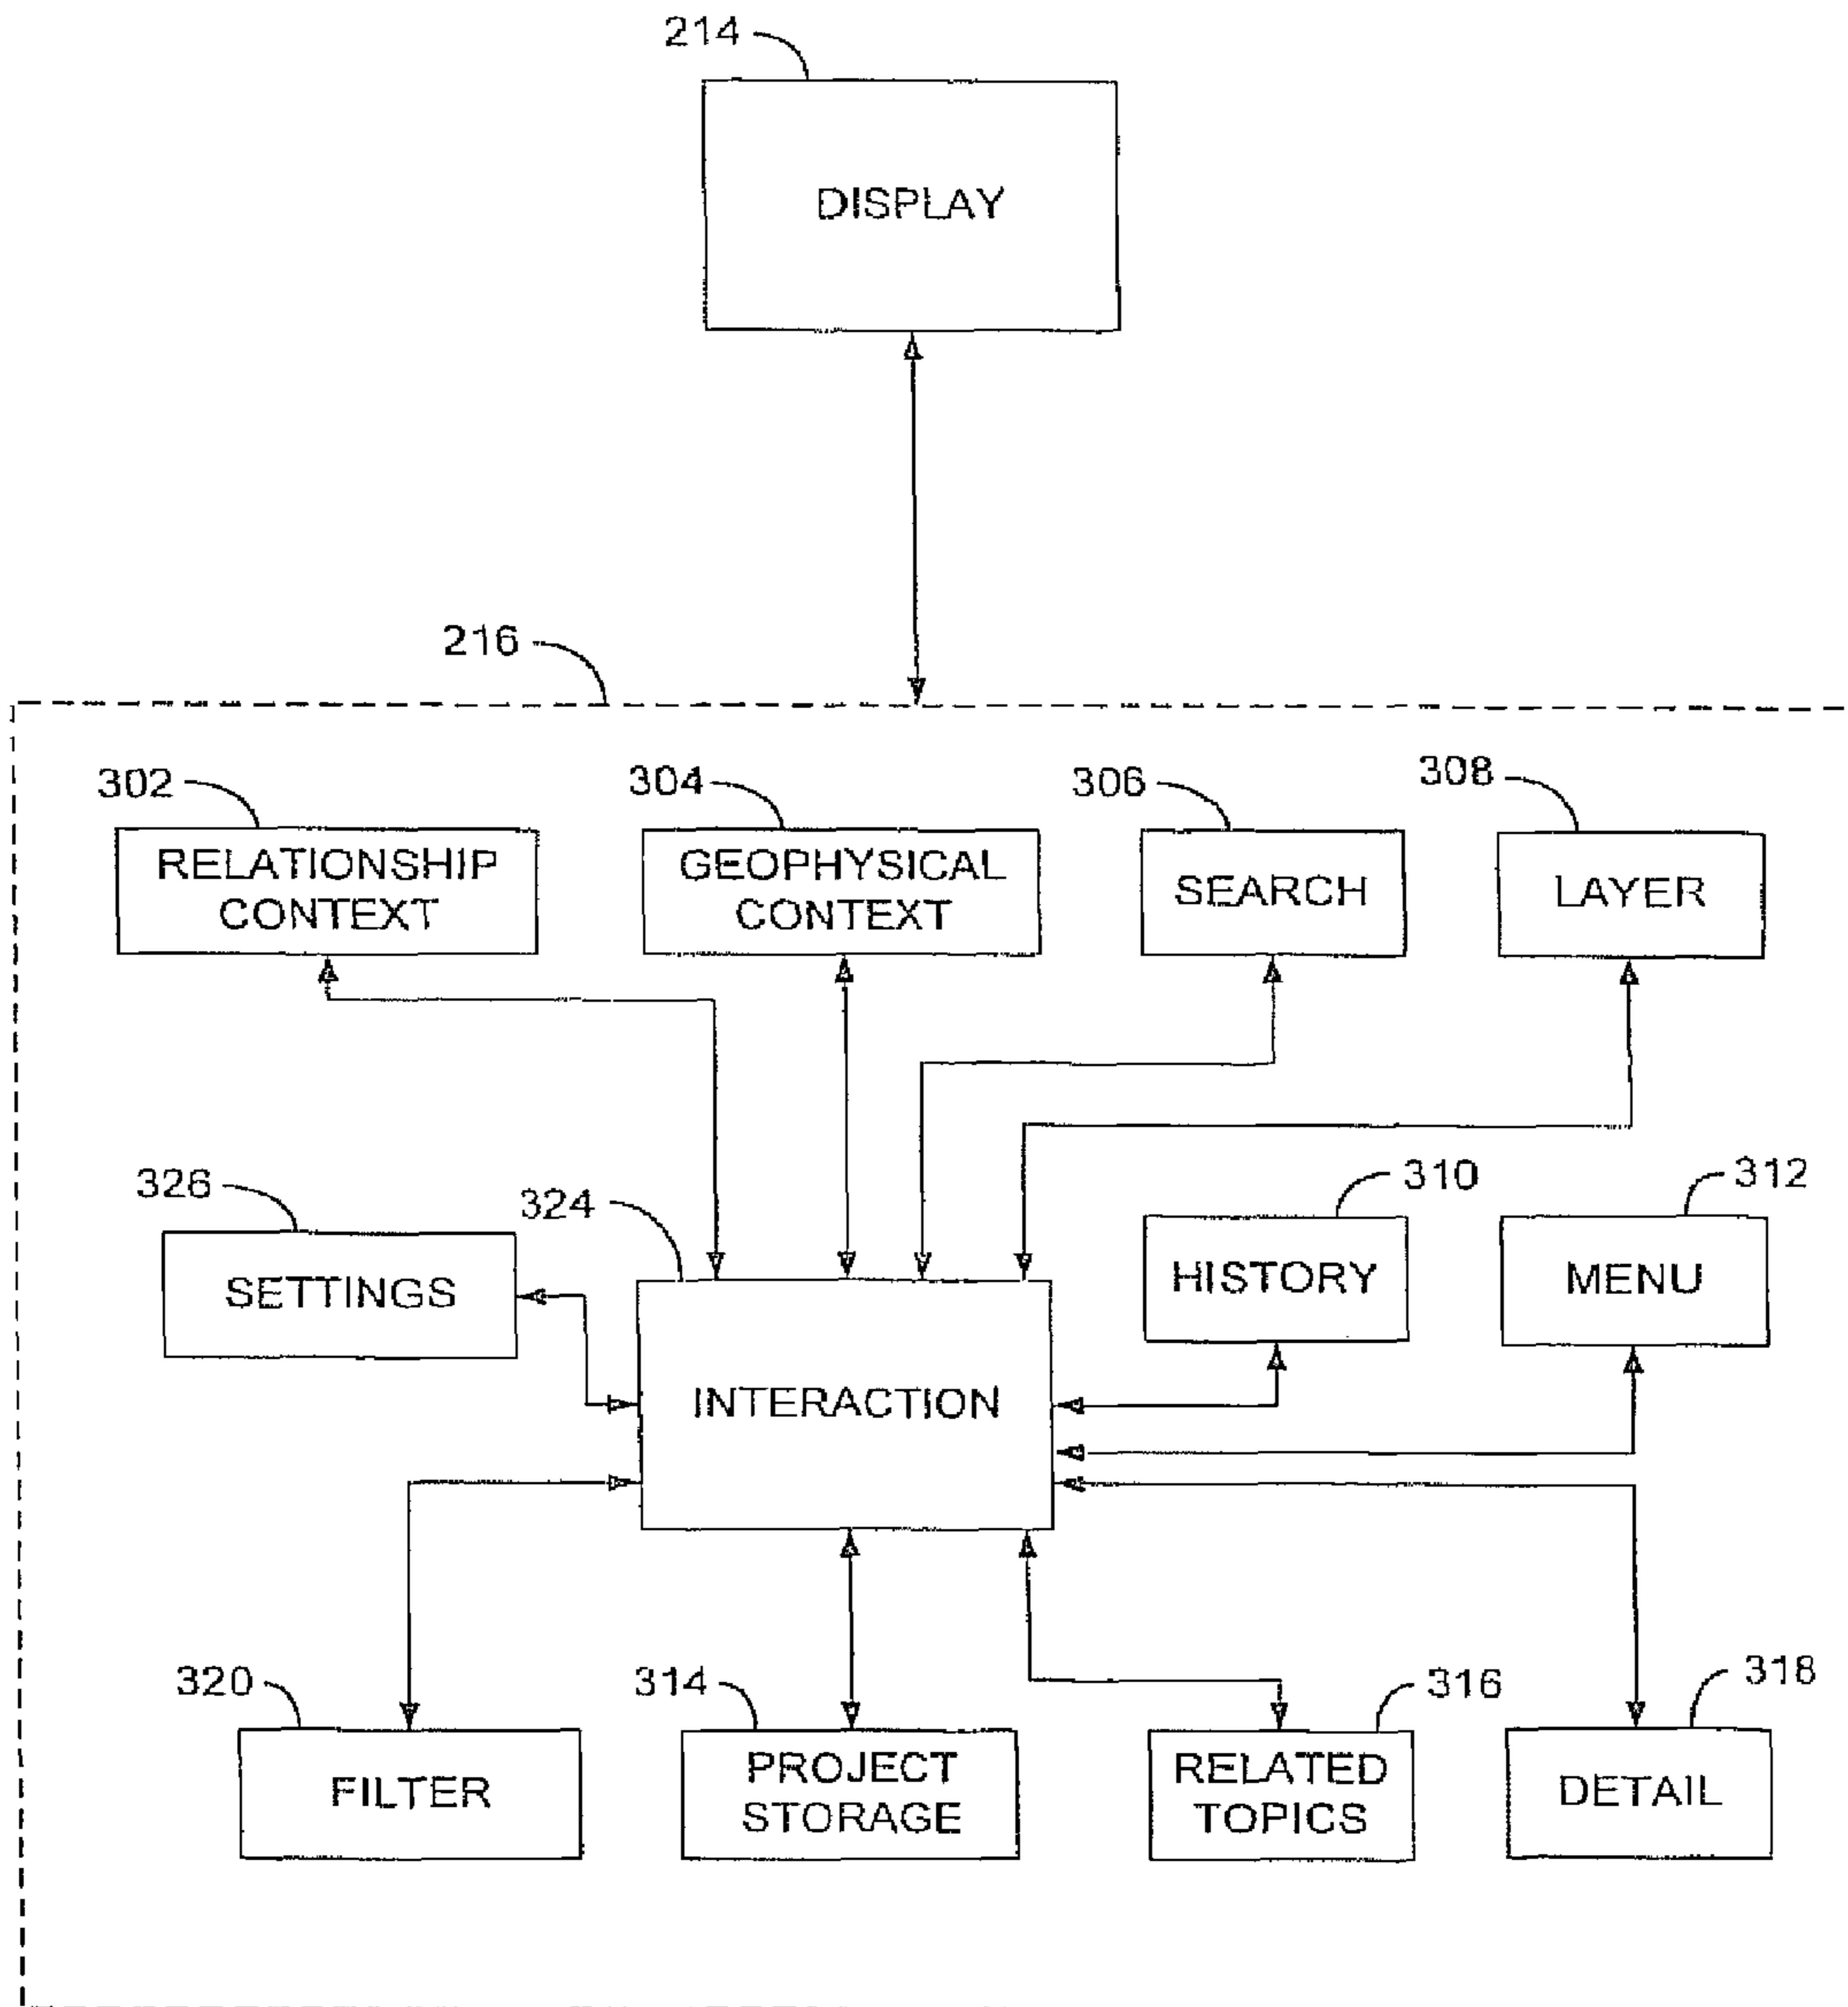 214
DISPLAY
216
302
RELATIONSHIP
CONTEXT
304
GEOPHYSICAL
CONTEXT
306
SEARCH
308
LAYER
326
SETTINGS
324
INTERACTION
310
HISTORY
312
MENU
320
FILTER
314
PROJECT
STORAGE
316
RELATED
TOPICS
318
DETAIL